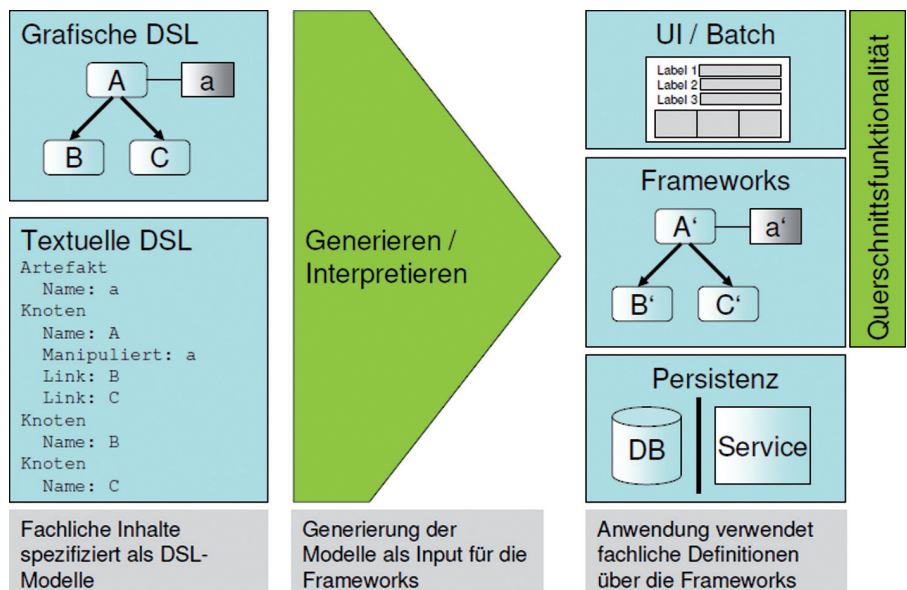 Grafische DSL
A
a
B
C
Textuelle DSL
Artefakt
Name: a
Knoten
Name: A
Manipuliert: a
Link: B
Link: C
Knoten
Name: B
Knoten
Name: C
Fachliche Inhalte
spezifiziert als DSL-
Modelle
Generieren /
Interpretieren
Generierung der
Modelle als Input für die
Frameworks
UI / Batch
Label 1
Label 2
Label 3
Frameworks
A‘
a‘
B‘
C‘
Persistenz
DB
Service
Anwendung verwendet
fachliche Definitionen
über die Frameworks
Querschnittsfunktionalität